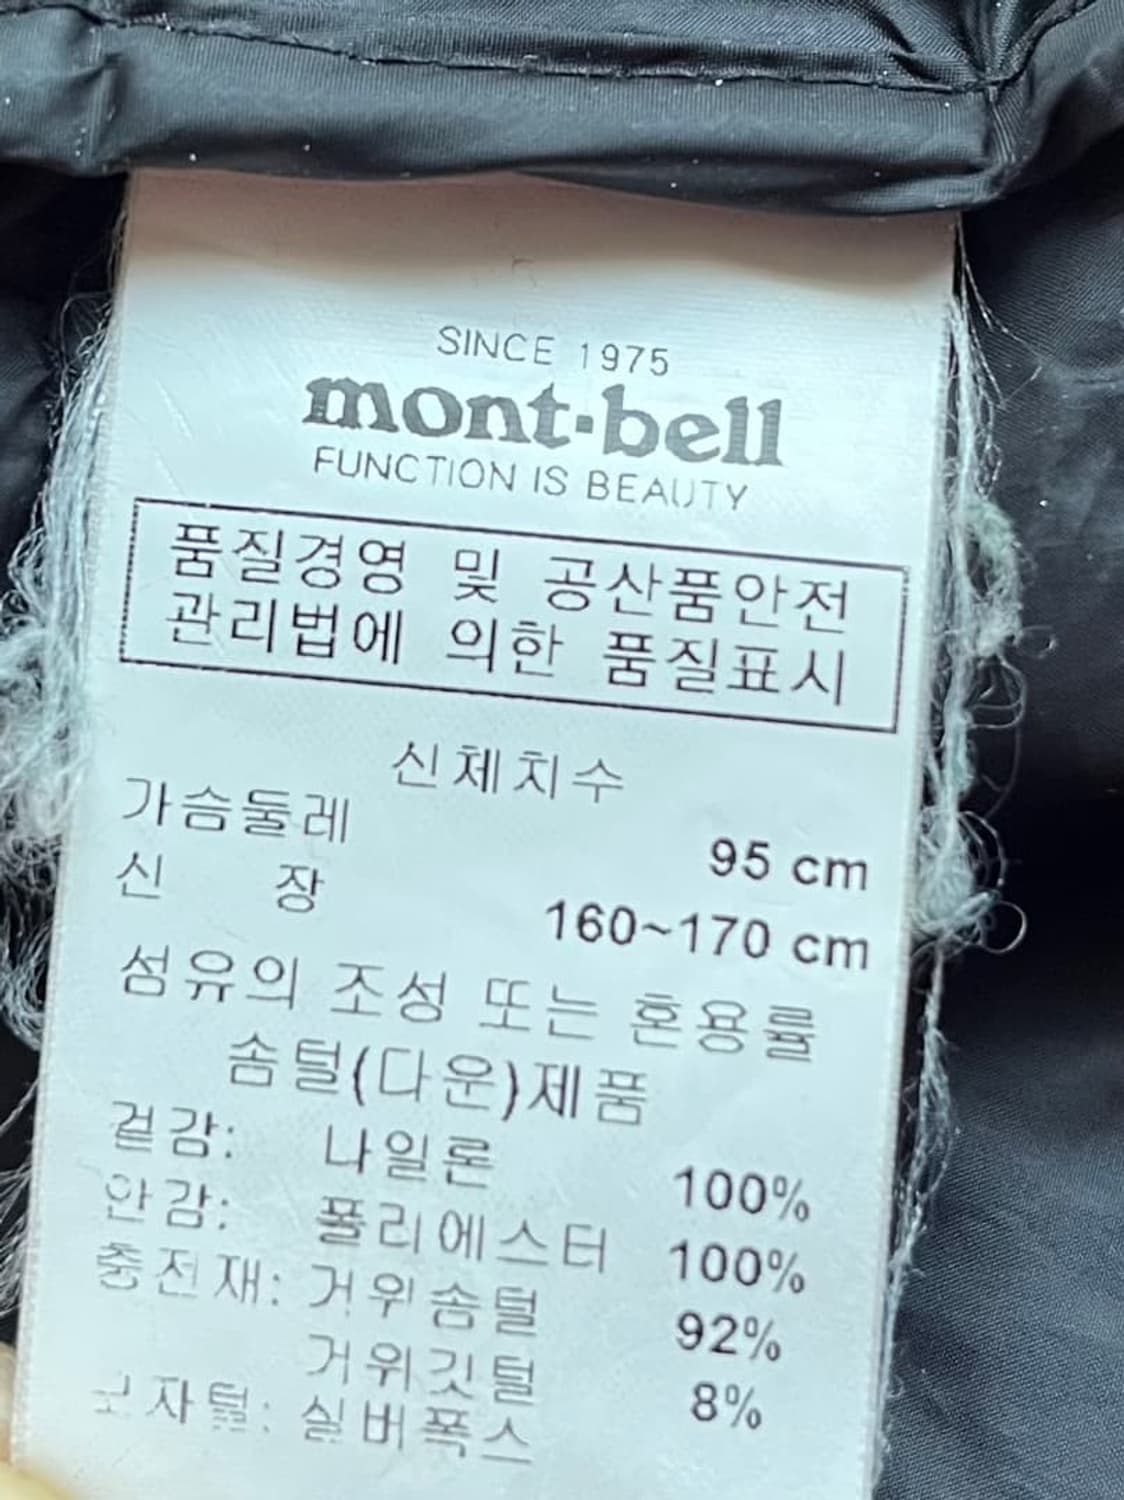 SINCE 1975
mont·bell
FUNCTION IS BEAUTY
품질경영 및 공산품안전
관리법에 의한 품질표시
신체치수
가슴둘레 95 cm
신 장 160~170 cm
섬유의 조성 또는 혼용률
솜털(다운)제품
겉감: 나일론 100%
안감: 폴리에스터 100%
충전재: 거위솜털 92%
거위깃털 8%
모자털: 실버폭스